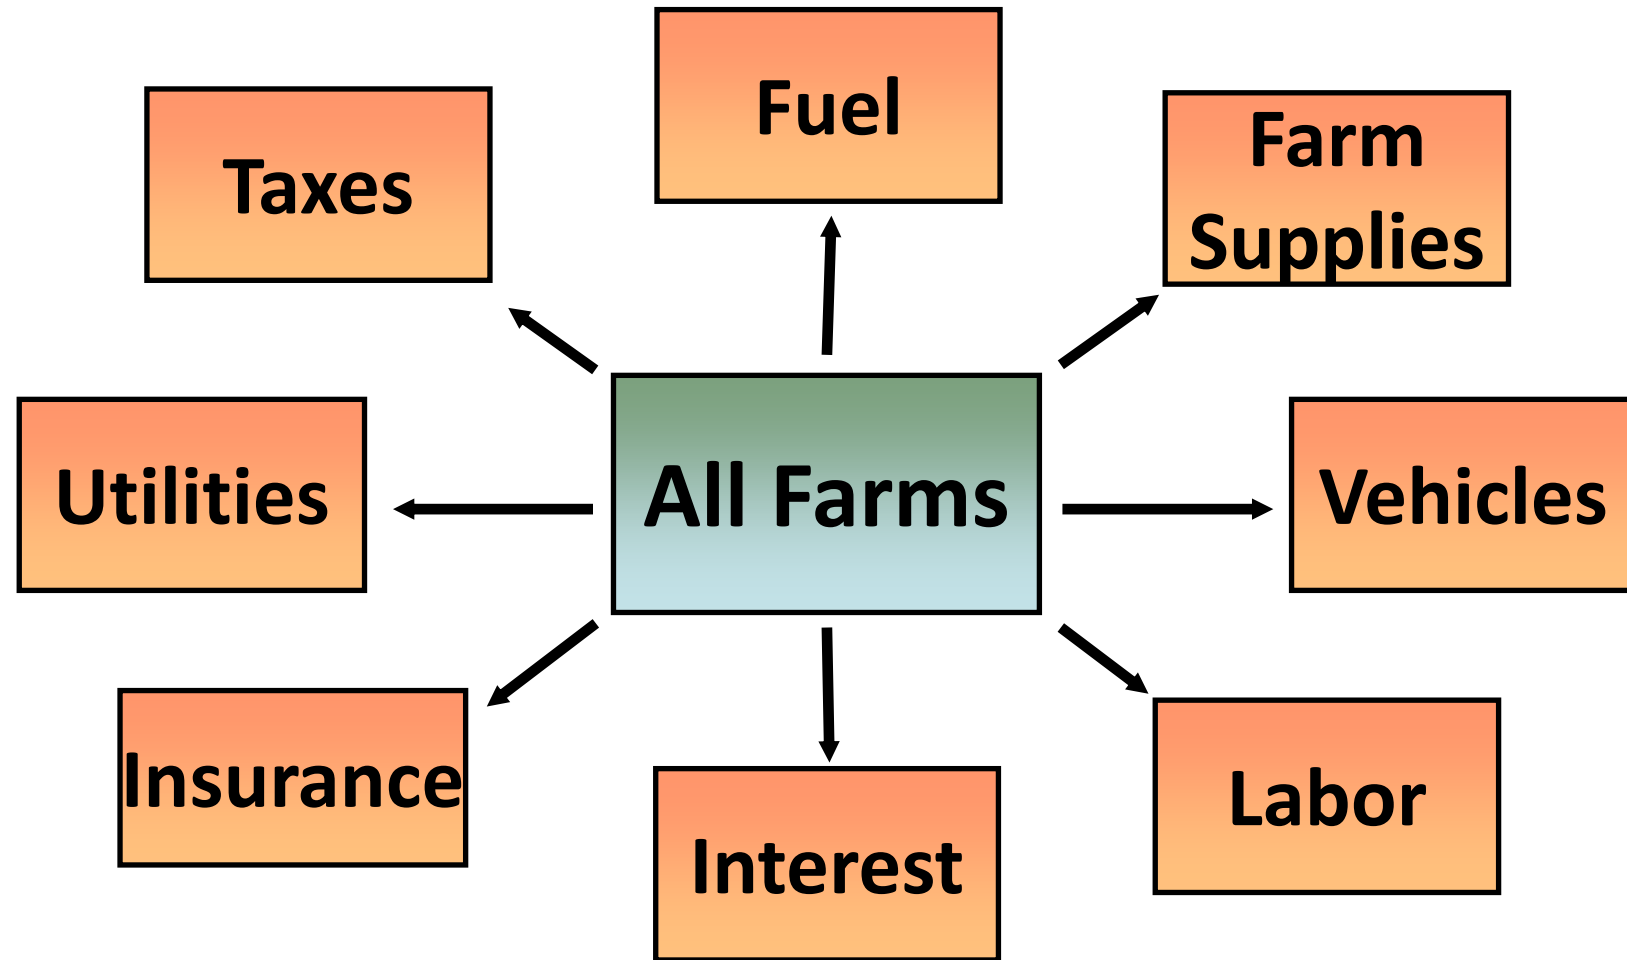 Fuel
Taxes
Farm
Supplies
Utilities
All Farms
Vehicles
Insurance
Interest
Labor